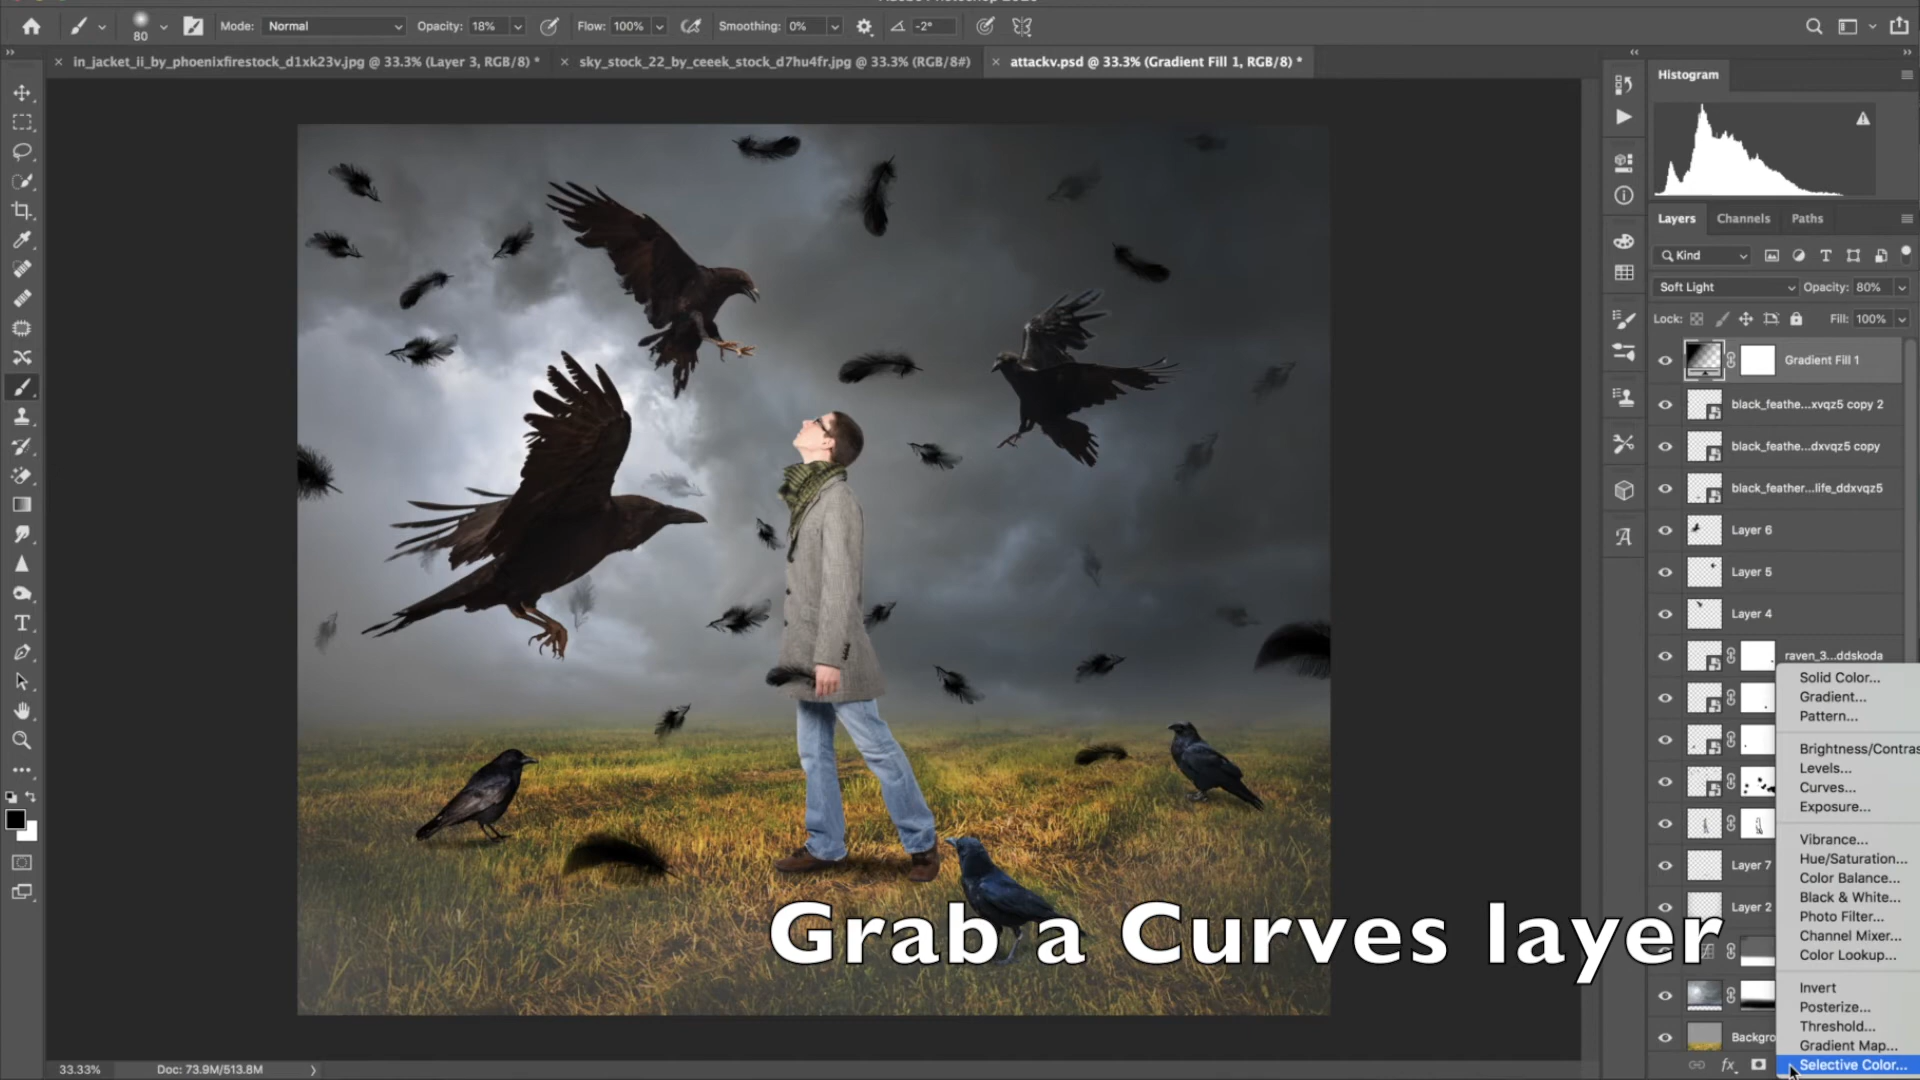 80
Mode: Normal
Opacity: 18%
Flow: 100%
Smoothing: 0%
-2°
× in_jacket_ii_by_phoenixfirestock_d1xk23v.jpg @ 33.3% (Layer 3, RGB/8) *
× sky_stock_22_by_ceeek_stock_d7hu4fr.jpg @ 33.3% (RGB/8#)
× attackv.psd @ 33.3% (Gradient Fill 1, RGB/8) *
Histogram
Layers Channels Paths
Kind
Soft Light Opacity: 80%
Lock: Fill: 100%
Gradient Fill 1
black_feathe...xvqz5 copy 2
black_feathe...dxvqz5 copy
black_feather...life_ddxvqz5
Layer 6
Layer 5
Layer 4
raven_3...ddskoda
Layer 7
Layer 2
Backgro
Solid Color...
Gradient...
Pattern...
Brightness/Contras
Levels...
Curves...
Exposure...
Vibrance...
Hue/Saturation...
Color Balance...
Black & White...
Photo Filter...
Channel Mixer...
Color Lookup...
Invert
Posterize...
Threshold...
Gradient Map...
Selective Color...
Grab a Curves layer
33.33%
Doc: 73.9M/513.8M
fx